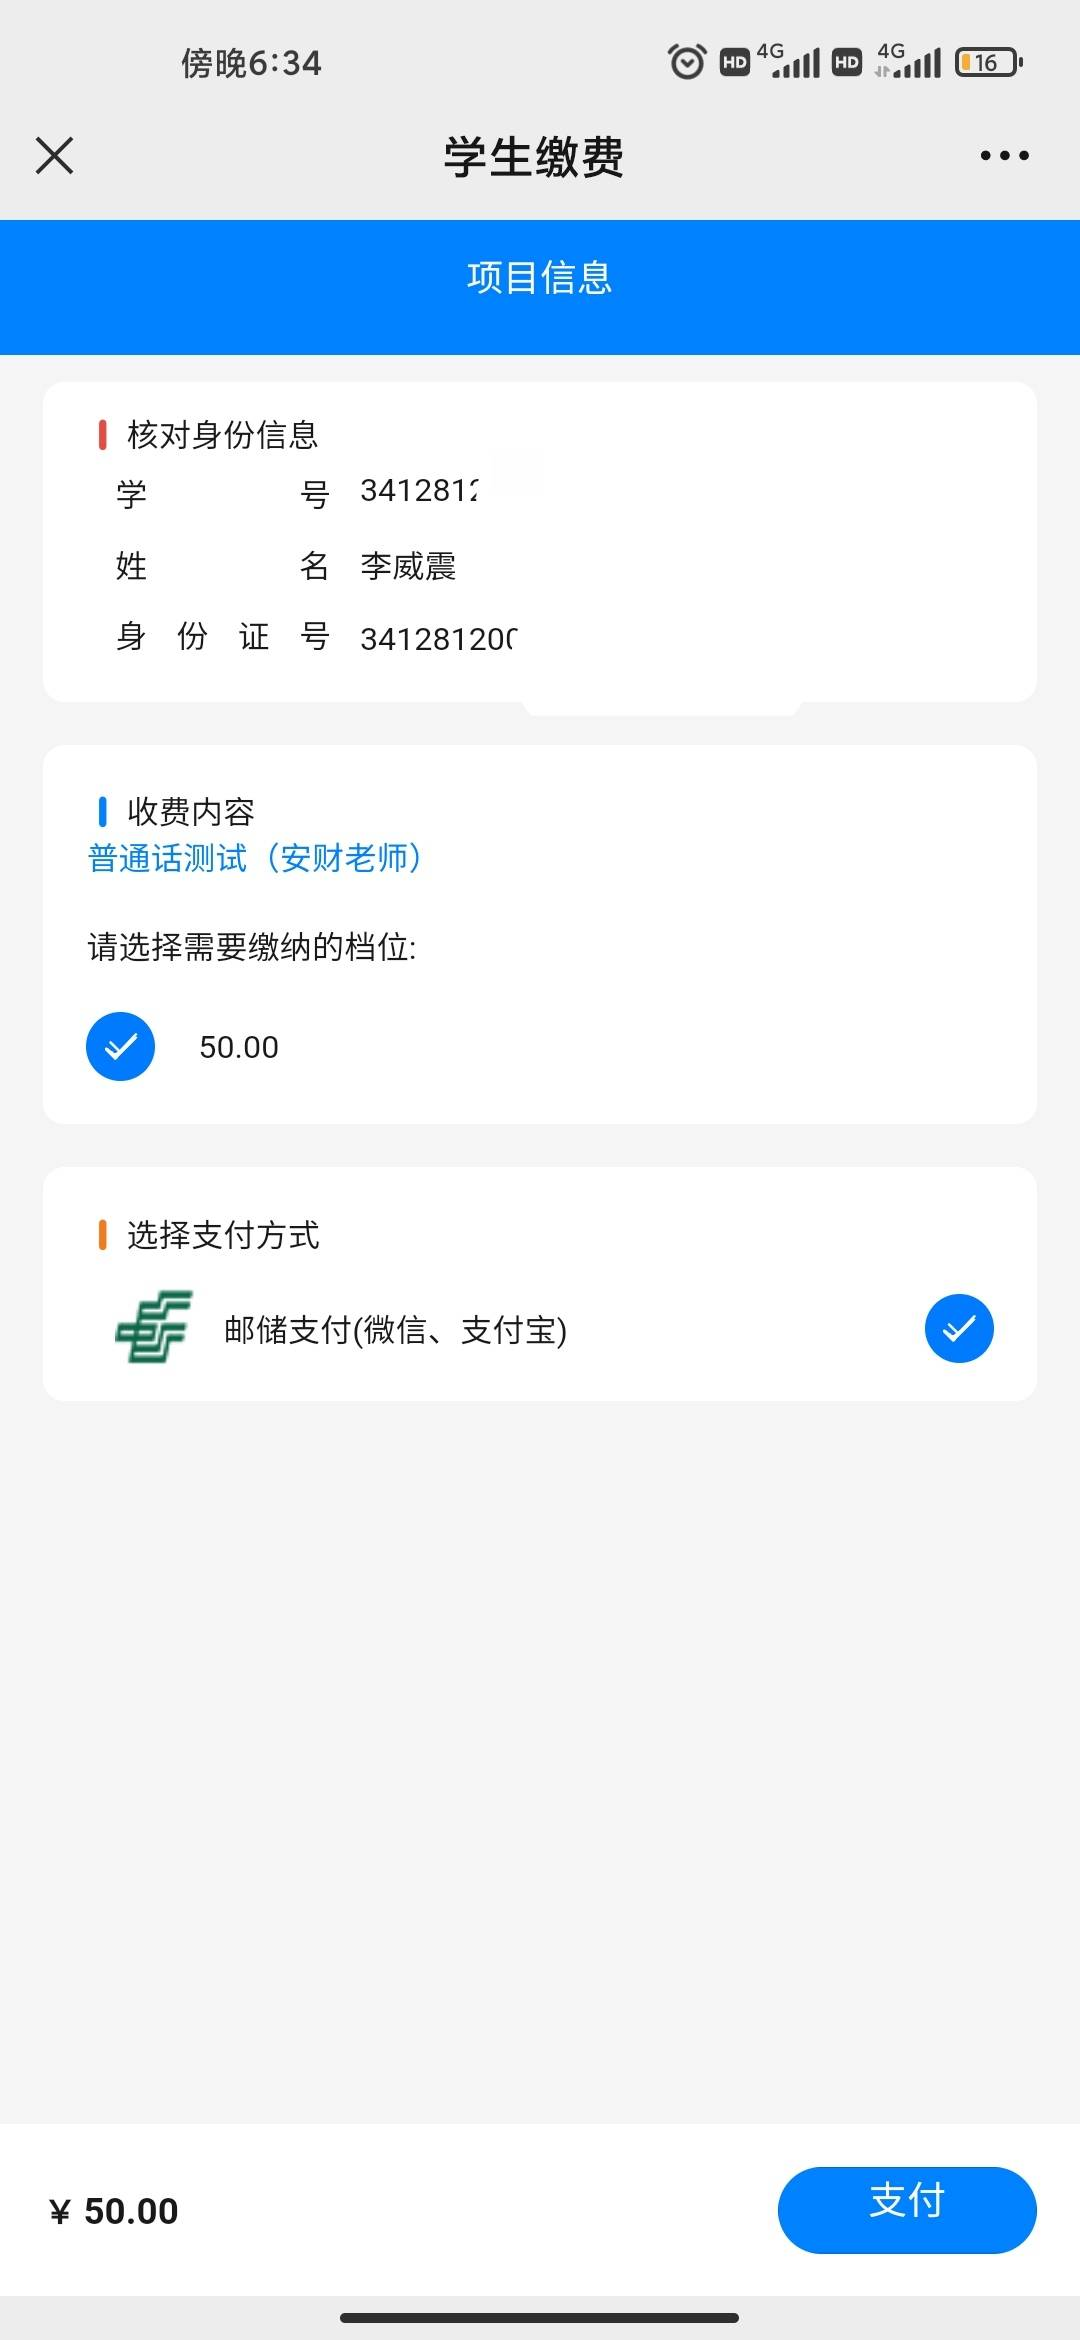 傍晚6:34
4G
4G
16
学生缴费
项目信息
核对身份信息
学号 341281
姓名 李威震
身份证号 34128120
收费内容
普通话测试（安财老师）
请选择需要缴纳的档位:
50.00
选择支付方式
邮储支付(微信、支付宝)
¥ 50.00
支付